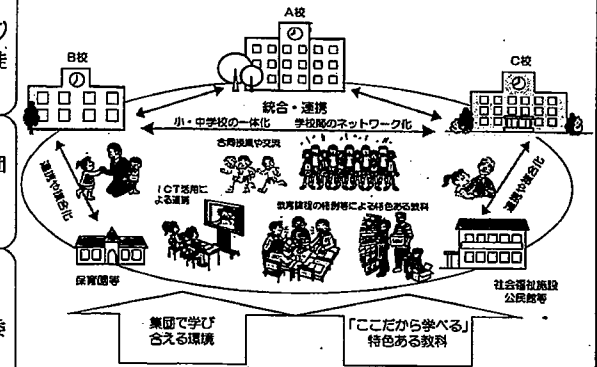 A校
B校
C校
統合・連携
小・中学校の一体化 学校間のネットワーク化
合同授業や交流
連携や複合化
ICT活用に
よる連携
教育課程の特例等による特色ある教科
連携や複合化
保育園等
社会福祉施設
公民館等
集団で学び
合える環境
「ここだから学べる」
特色ある教科